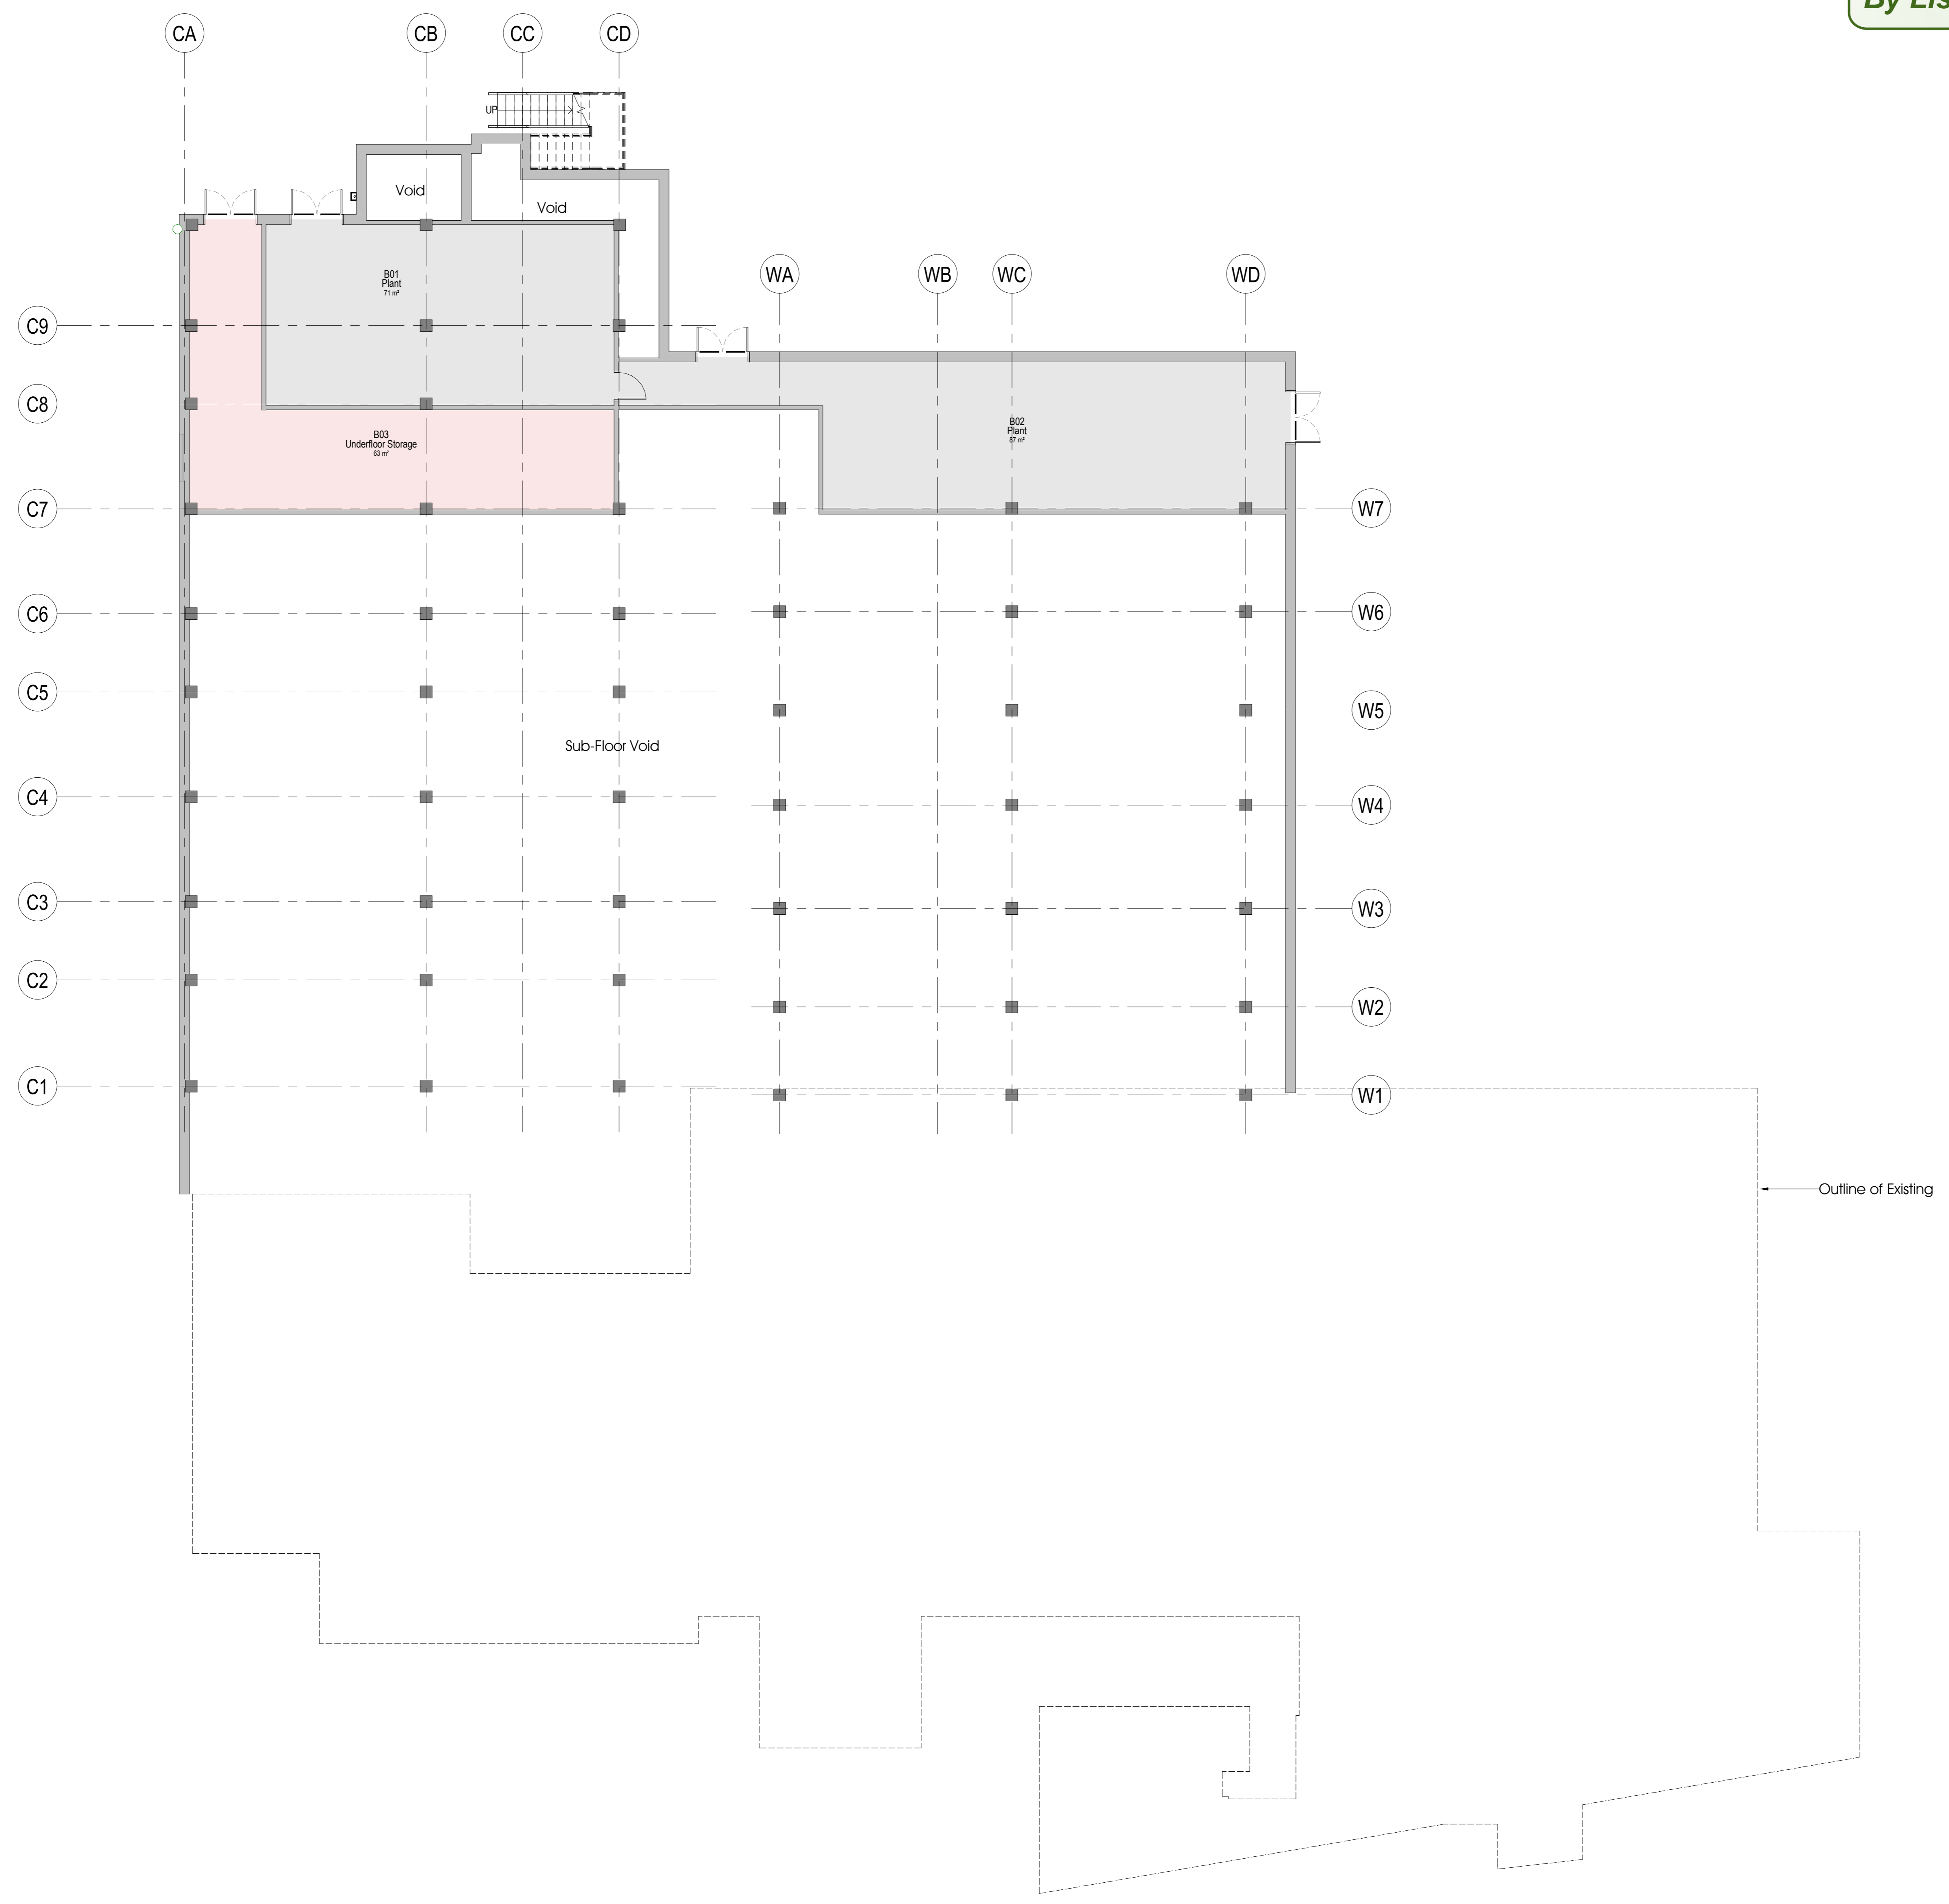 By Lis
CA
CB
CC
CD
UP
Void
Void
B01
Plant
71 m²
WA
WB
WC
WD
C9
C8
B02
Plant
87 m²
B03
Underfloor Storage
63 m²
C7
W7
C6
W6
C5
W5
Sub-Floor Void
C4
W4
C3
W3
C2
W2
C1
W1
Outline of Existing